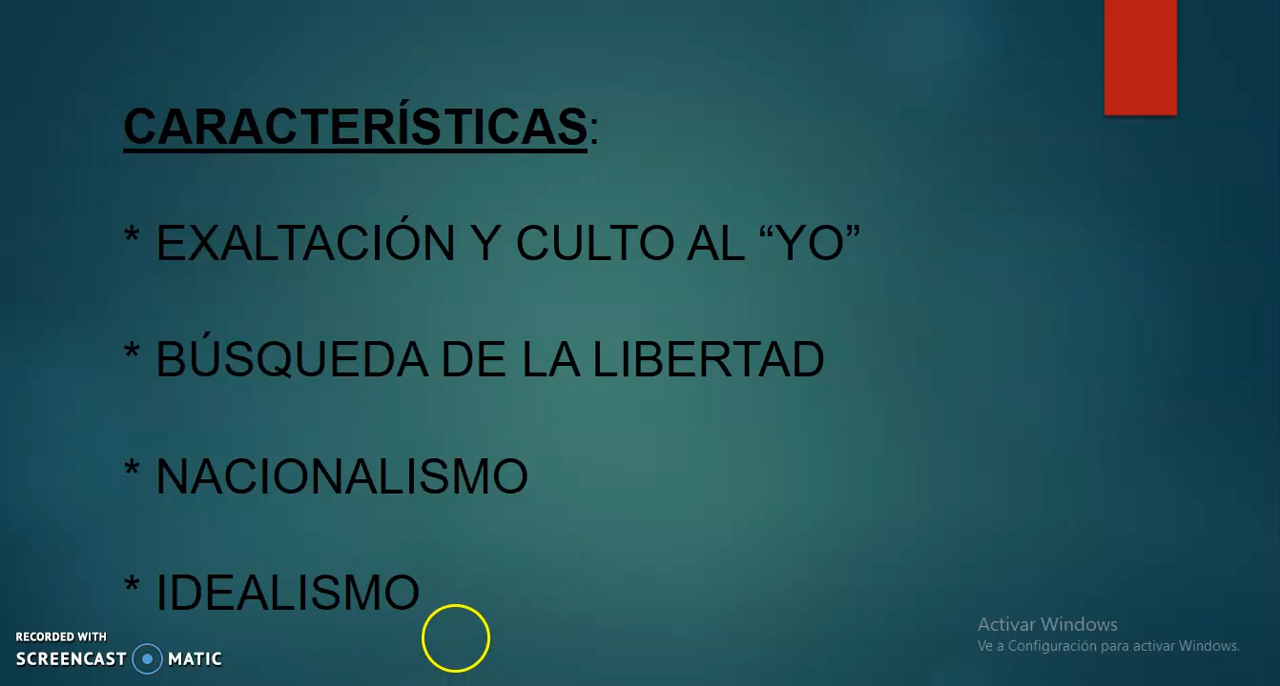 CARACTERÍSTICAS:
* EXALTACIÓN Y CULTO AL “YO”
* BÚSQUEDA DE LA LIBERTAD
* NACIONALISMO
* IDEALISMO
RECORDED WITH
SCREENCAST MATIC
Activar Windows
Ve a Configuración para activar Windows.